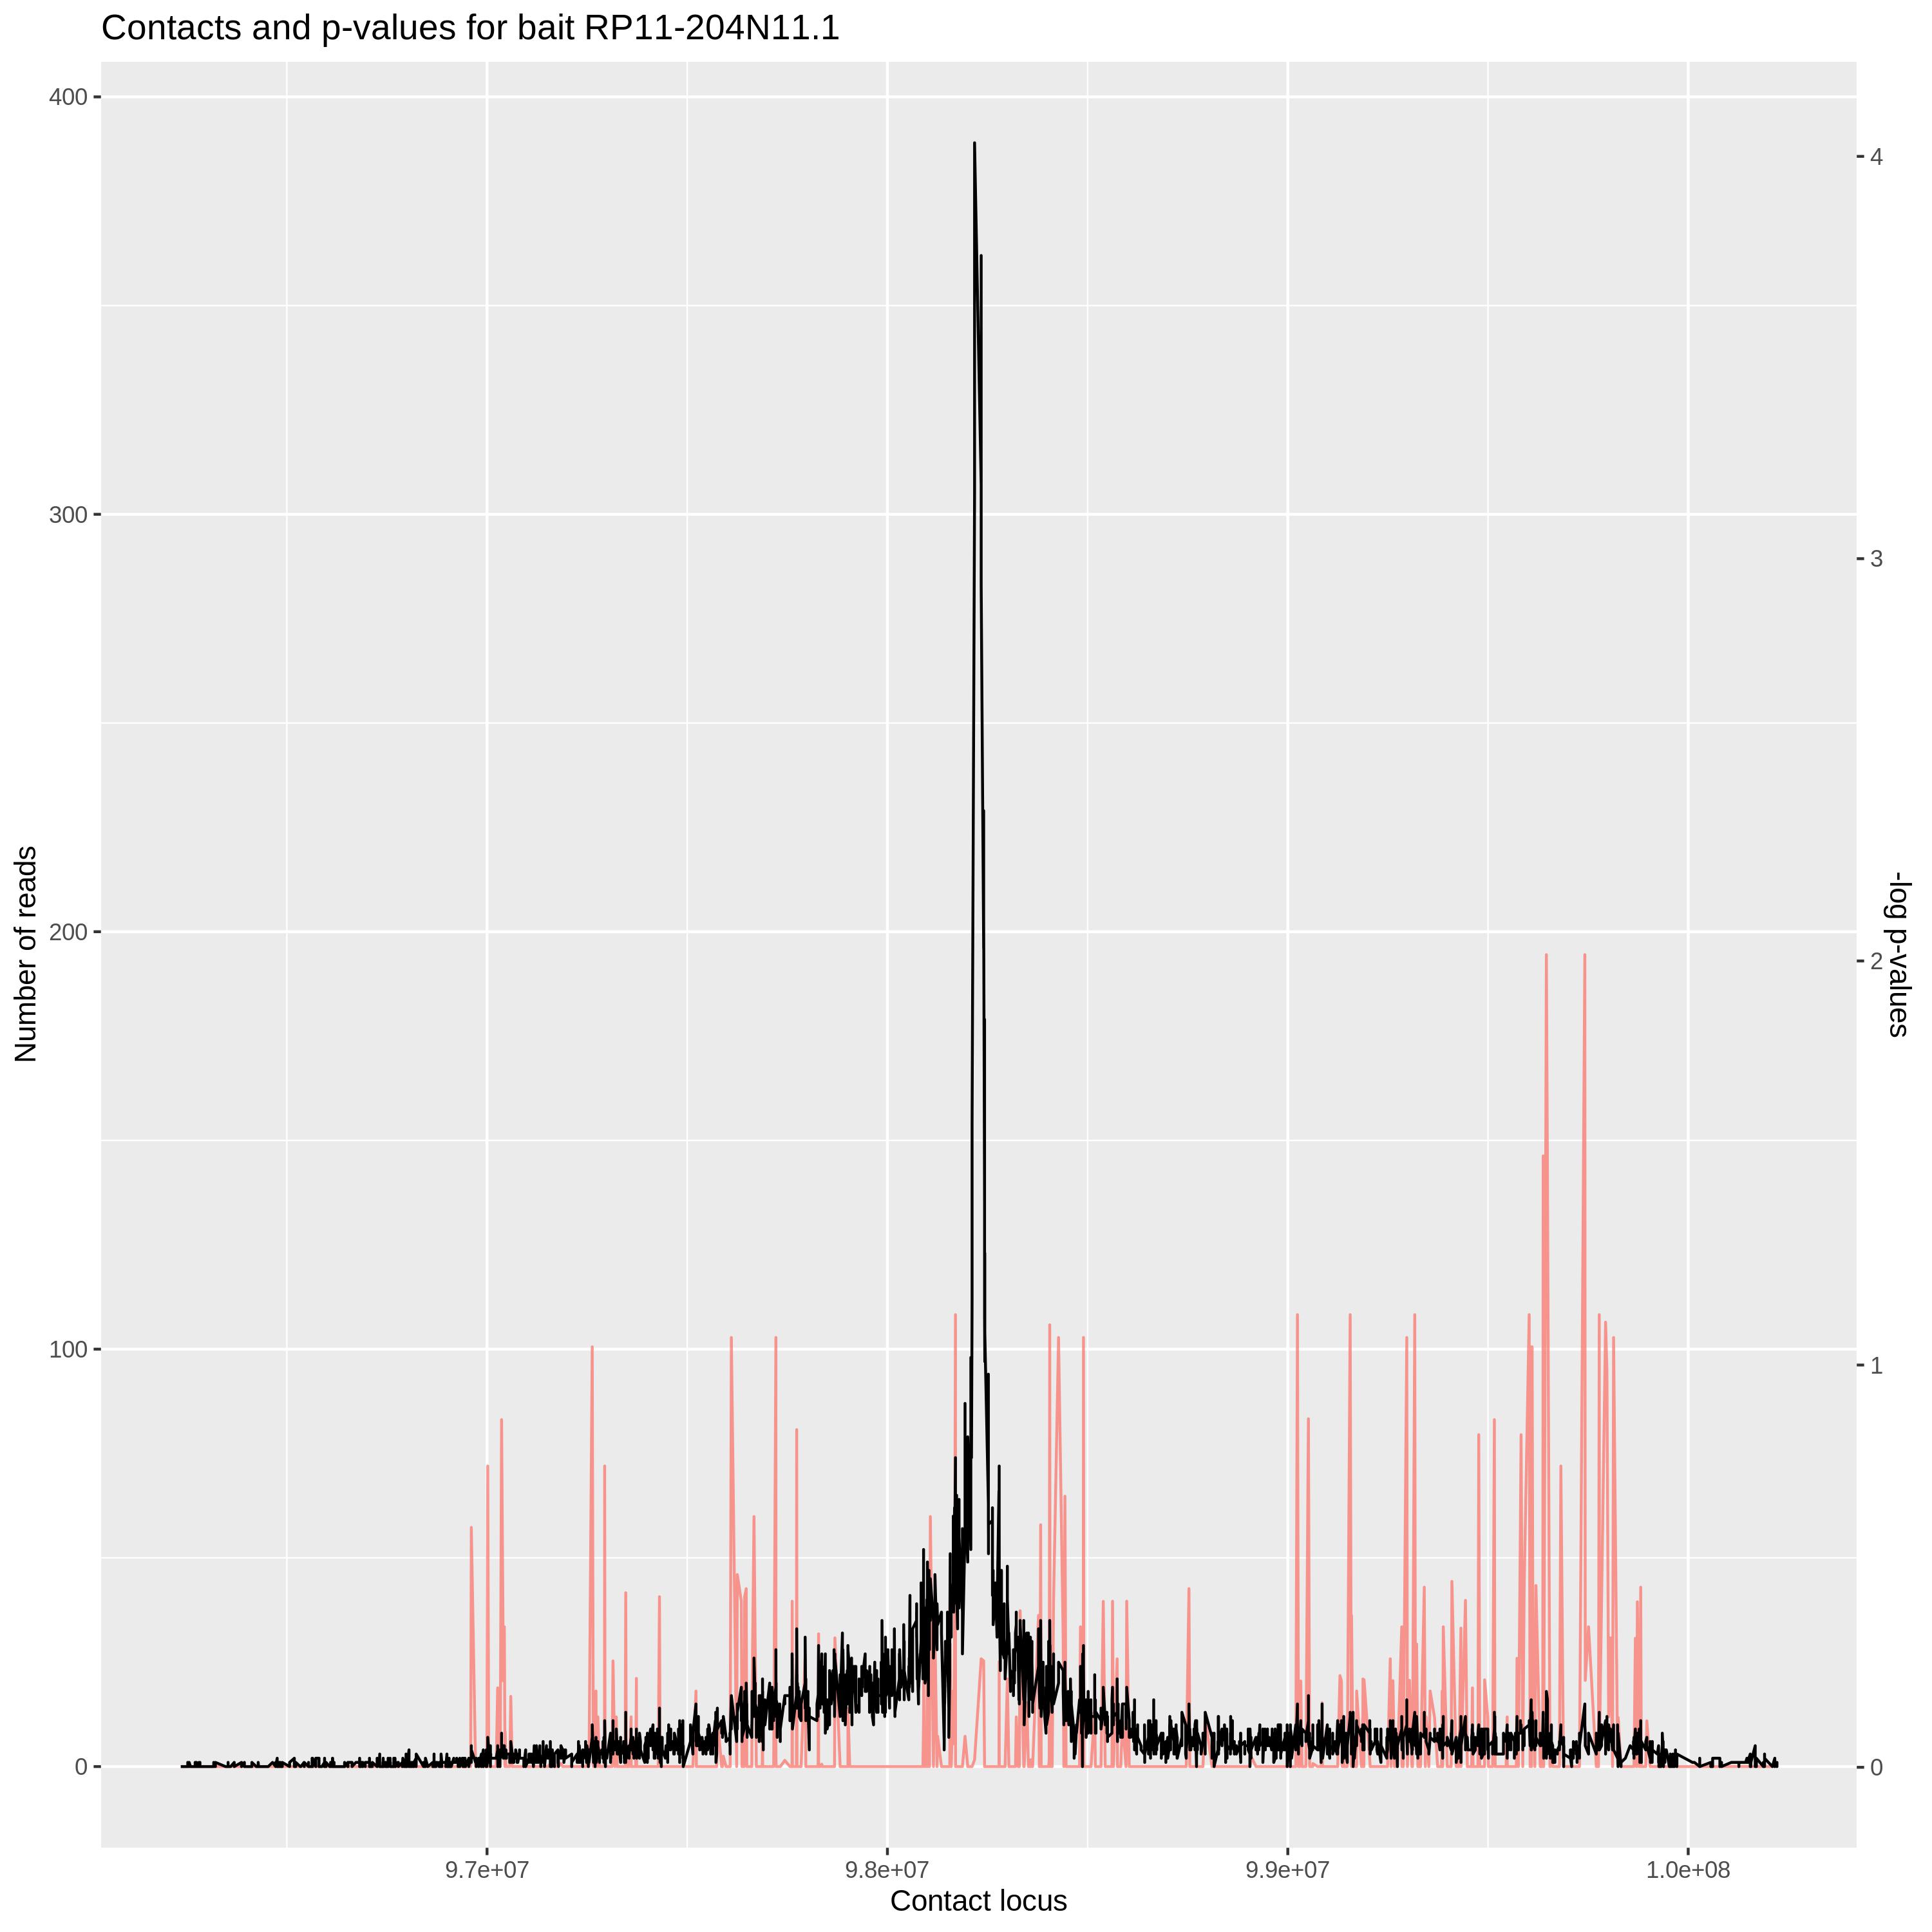 Contacts and p-values for bait RP11-204N11.1
400
300
200
100
0
Number of reads
4
3
2
1
0
-log p-values
9.7e+07
9.8e+07
9.9e+07
1.0e+08
Contact locus